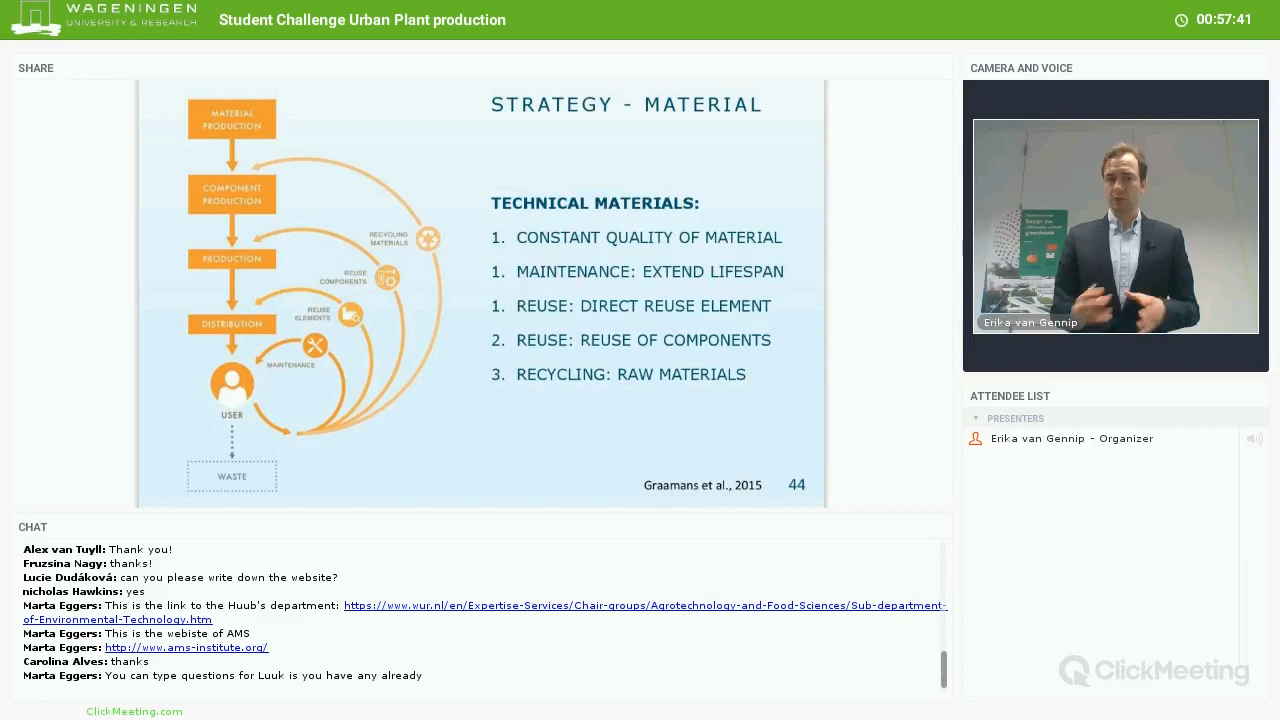 WAGENINGEN
UNIVERSITY & RESEARCH
Student Challenge Urban Plant production
00:57:41
SHARE
STRATEGY - MATERIAL
MATERIAL
PRODUCTION
COMPONENT
PRODUCTION
PRODUCTION
DISTRIBUTION
USER
WASTE
RECYCLING
MATERIALS
REUSE
COMPONENTS
REUSE
ELEMENTS
MAINTENANCE
TECHNICAL MATERIALS:
1. CONSTANT QUALITY OF MATERIAL
1. MAINTENANCE: EXTEND LIFESPAN
1. REUSE: DIRECT REUSE ELEMENT
2. REUSE: REUSE OF COMPONENTS
3. RECYCLING: RAW MATERIALS
Graamans et al., 2015
44
CAMERA AND VOICE
Design the
greenhouse
Erika van Gennip
ATTENDEE LIST
PRESENTERS
Erika van Gennip - Organizer
CHAT
Alex van Tuyll: Thank you!
Fruzsina Nagy: thanks!
Lucie Dudáková: can you please write down the website?
nicholas Hawkins: yes
Marta Eggers: This is the link to the Huub's department: https://www.wur.nl/en/Expertise-Services/Chair-groups/Agrotechnology-and-Food-Sciences/Sub-department-
of-Environmental-Technology.htm
Marta Eggers: This is the webiste of AMS
Marta Eggers: http://www.ams-institute.org/
Carolina Alves: thanks
Marta Eggers: You can type questions for Luuk is you have any already
ClickMeeting
ClickMeeting.com